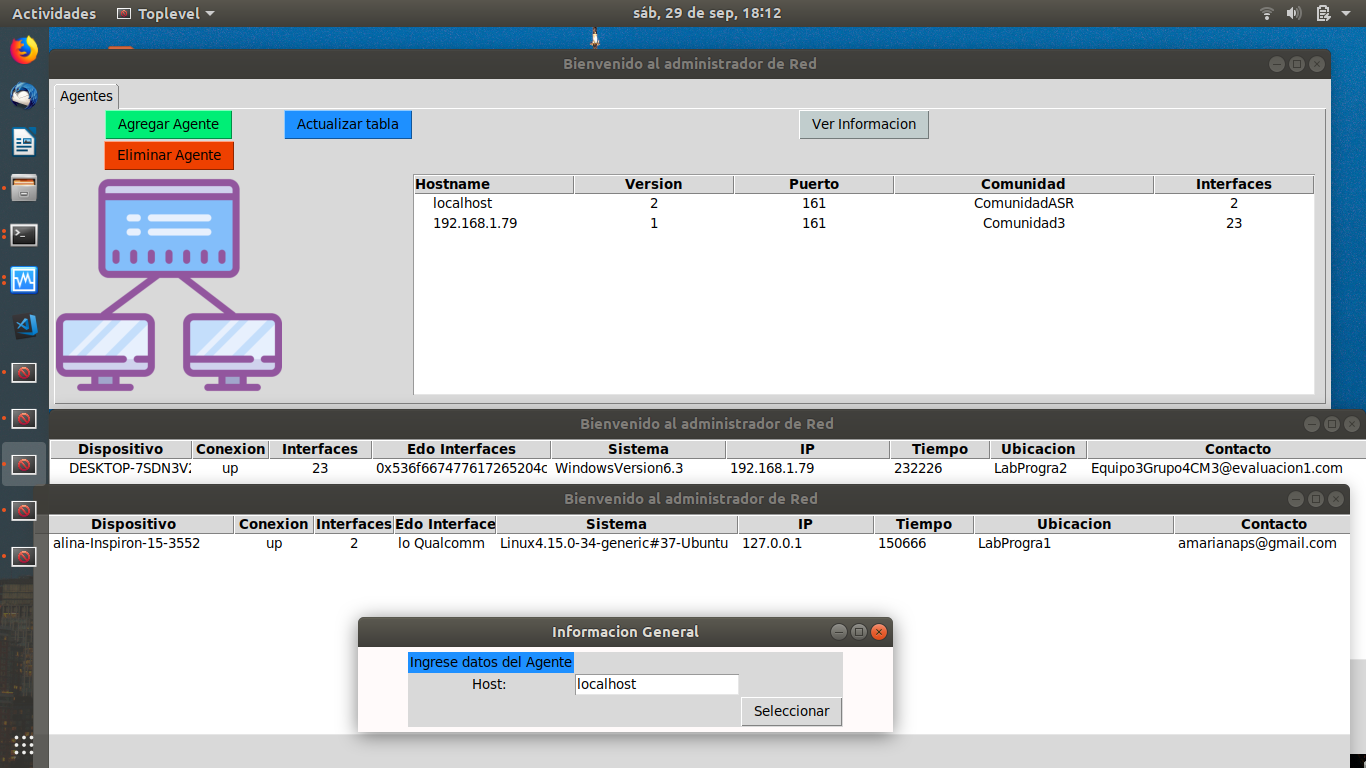 Actividades Toplevel sáb, 29 de sep, 18:12
Bienvenido al administrador de Red
Agentes
Agregar Agente Actualizar tabla Ver Informacion
Eliminar Agente
Hostname Version Puerto Comunidad Interfaces
localhost 2 161 ComunidadASR 2
192.168.1.79 1 161 Comunidad3 23
Bienvenido al administrador de Red
Dispositivo Conexion Interfaces Edo Interfaces Sistema IP Tiempo Ubicacion Contacto
DESKTOP-7SDN3V2 up 23 0x536f667477617265204c WindowsVersion6.3 192.168.1.79 232226 LabProgra2 Equipo3Grupo4CM3@evaluacion1.com
Bienvenido al administrador de Red
Dispositivo Conexion Interfaces Edo Interface Sistema IP Tiempo Ubicacion Contacto
alina-Inspiron-15-3552 up 2 lo Qualcomm Linux4.15.0-34-generic#37-Ubuntu 127.0.0.1 150666 LabProgra1 amarianaps@gmail.com
Informacion General
Ingrese datos del Agente
Host: localhost
Seleccionar